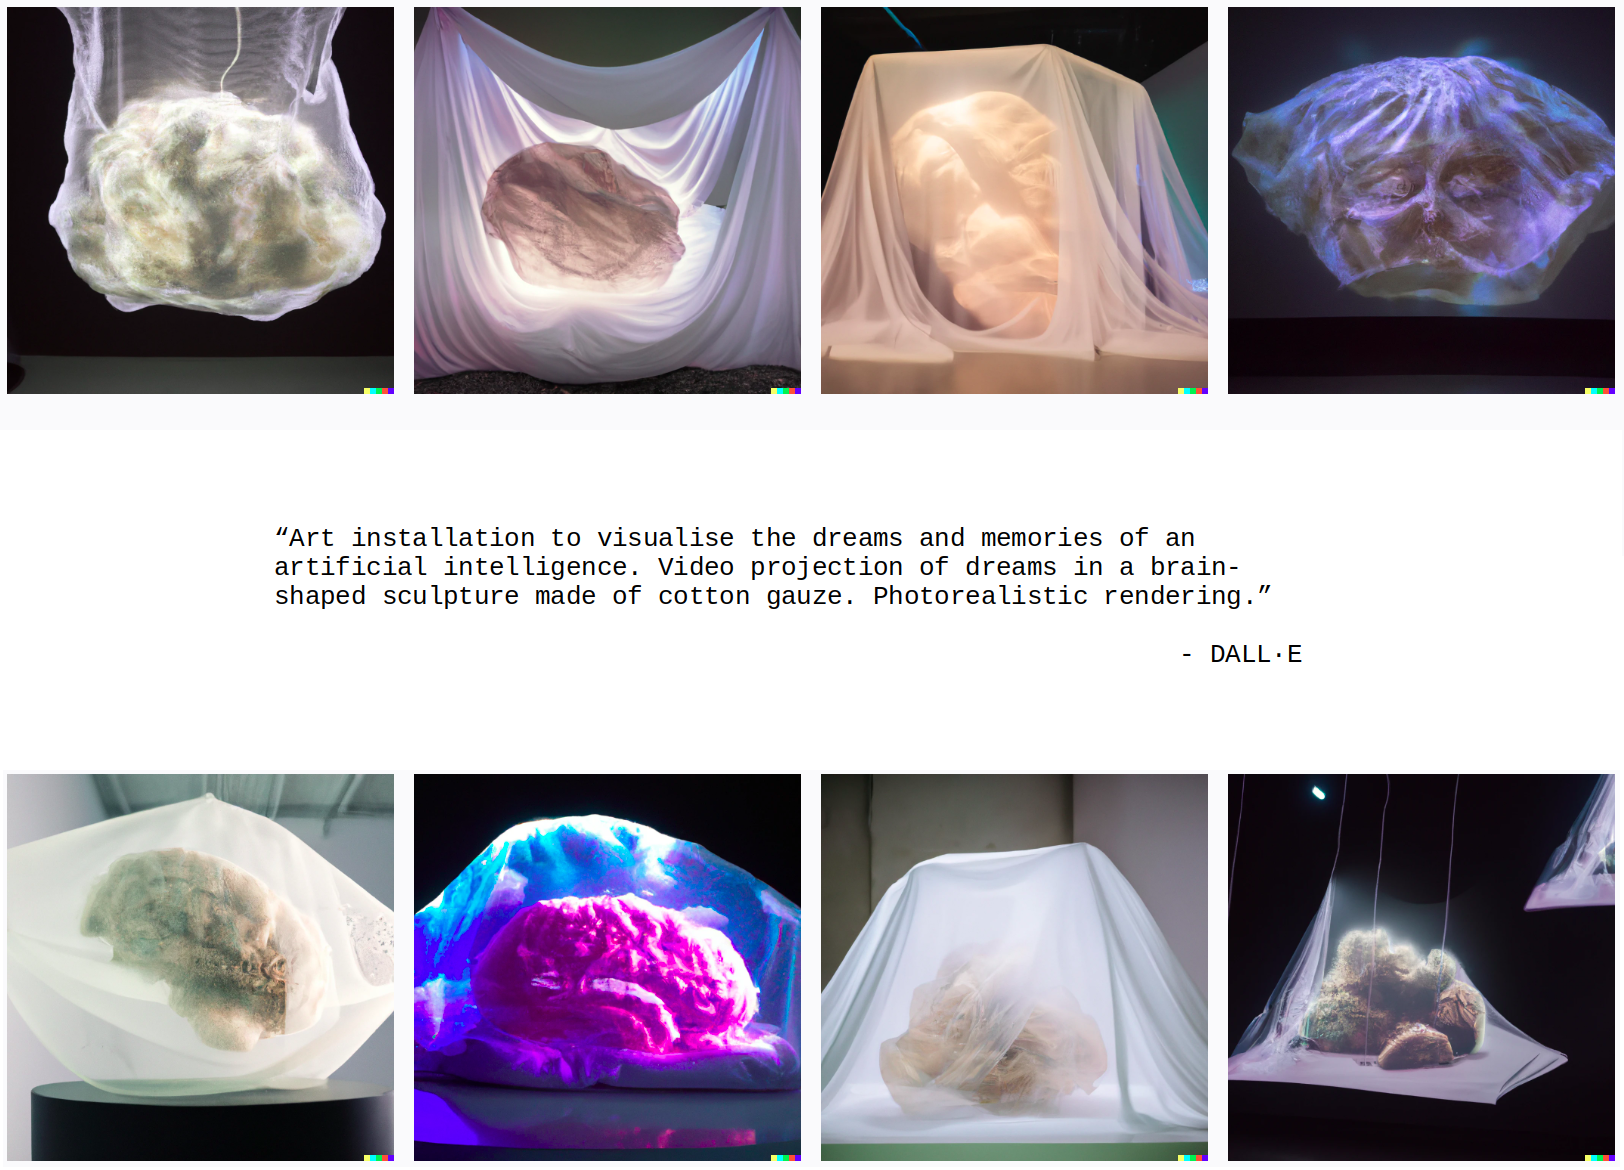 “Art installation to visualise the dreams and memories of an
artificial intelligence. Video projection of dreams in a brain-
shaped sculpture made of cotton gauze. Photorealistic rendering.”
- DALL·E